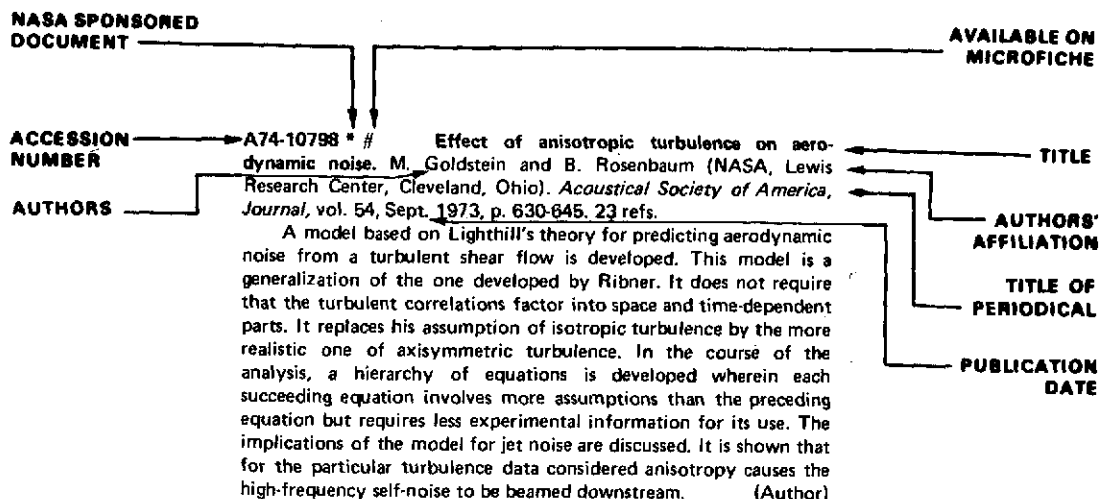 NASA SPONSORED
DOCUMENT
AVAILABLE ON
MICROFICHE
ACCESSION
NUMBER
AUTHORS
A74-10798 * # Effect of anisotropic turbulence on aero-
dynamic noise. M. Goldstein and B. Rosenbaum (NASA, Lewis
Research Center, Cleveland, Ohio). Acoustical Society of America,
Journal, vol. 54, Sept. 1973, p. 630-645. 23 refs.
A model based on Lighthill's theory for predicting aerodynamic
noise from a turbulent shear flow is developed. This model is a
generalization of the one developed by Ribner. It does not require
that the turbulent correlations factor into space and time-dependent
parts. It replaces his assumption of isotropic turbulence by the more
realistic one of axisymmetric turbulence. In the course of the
analysis, a hierarchy of equations is developed wherein each
succeeding equation involves more assumptions than the preceding
equation but requires less experimental information for its use. The
implications of the model for jet noise are discussed. It is shown that
for the particular turbulence data considered anisotropy causes the
high-frequency self-noise to be beamed downstream. (Author)
TITLE
AUTHORS'
AFFILIATION
TITLE OF
PERIODICAL
PUBLICATION
DATE